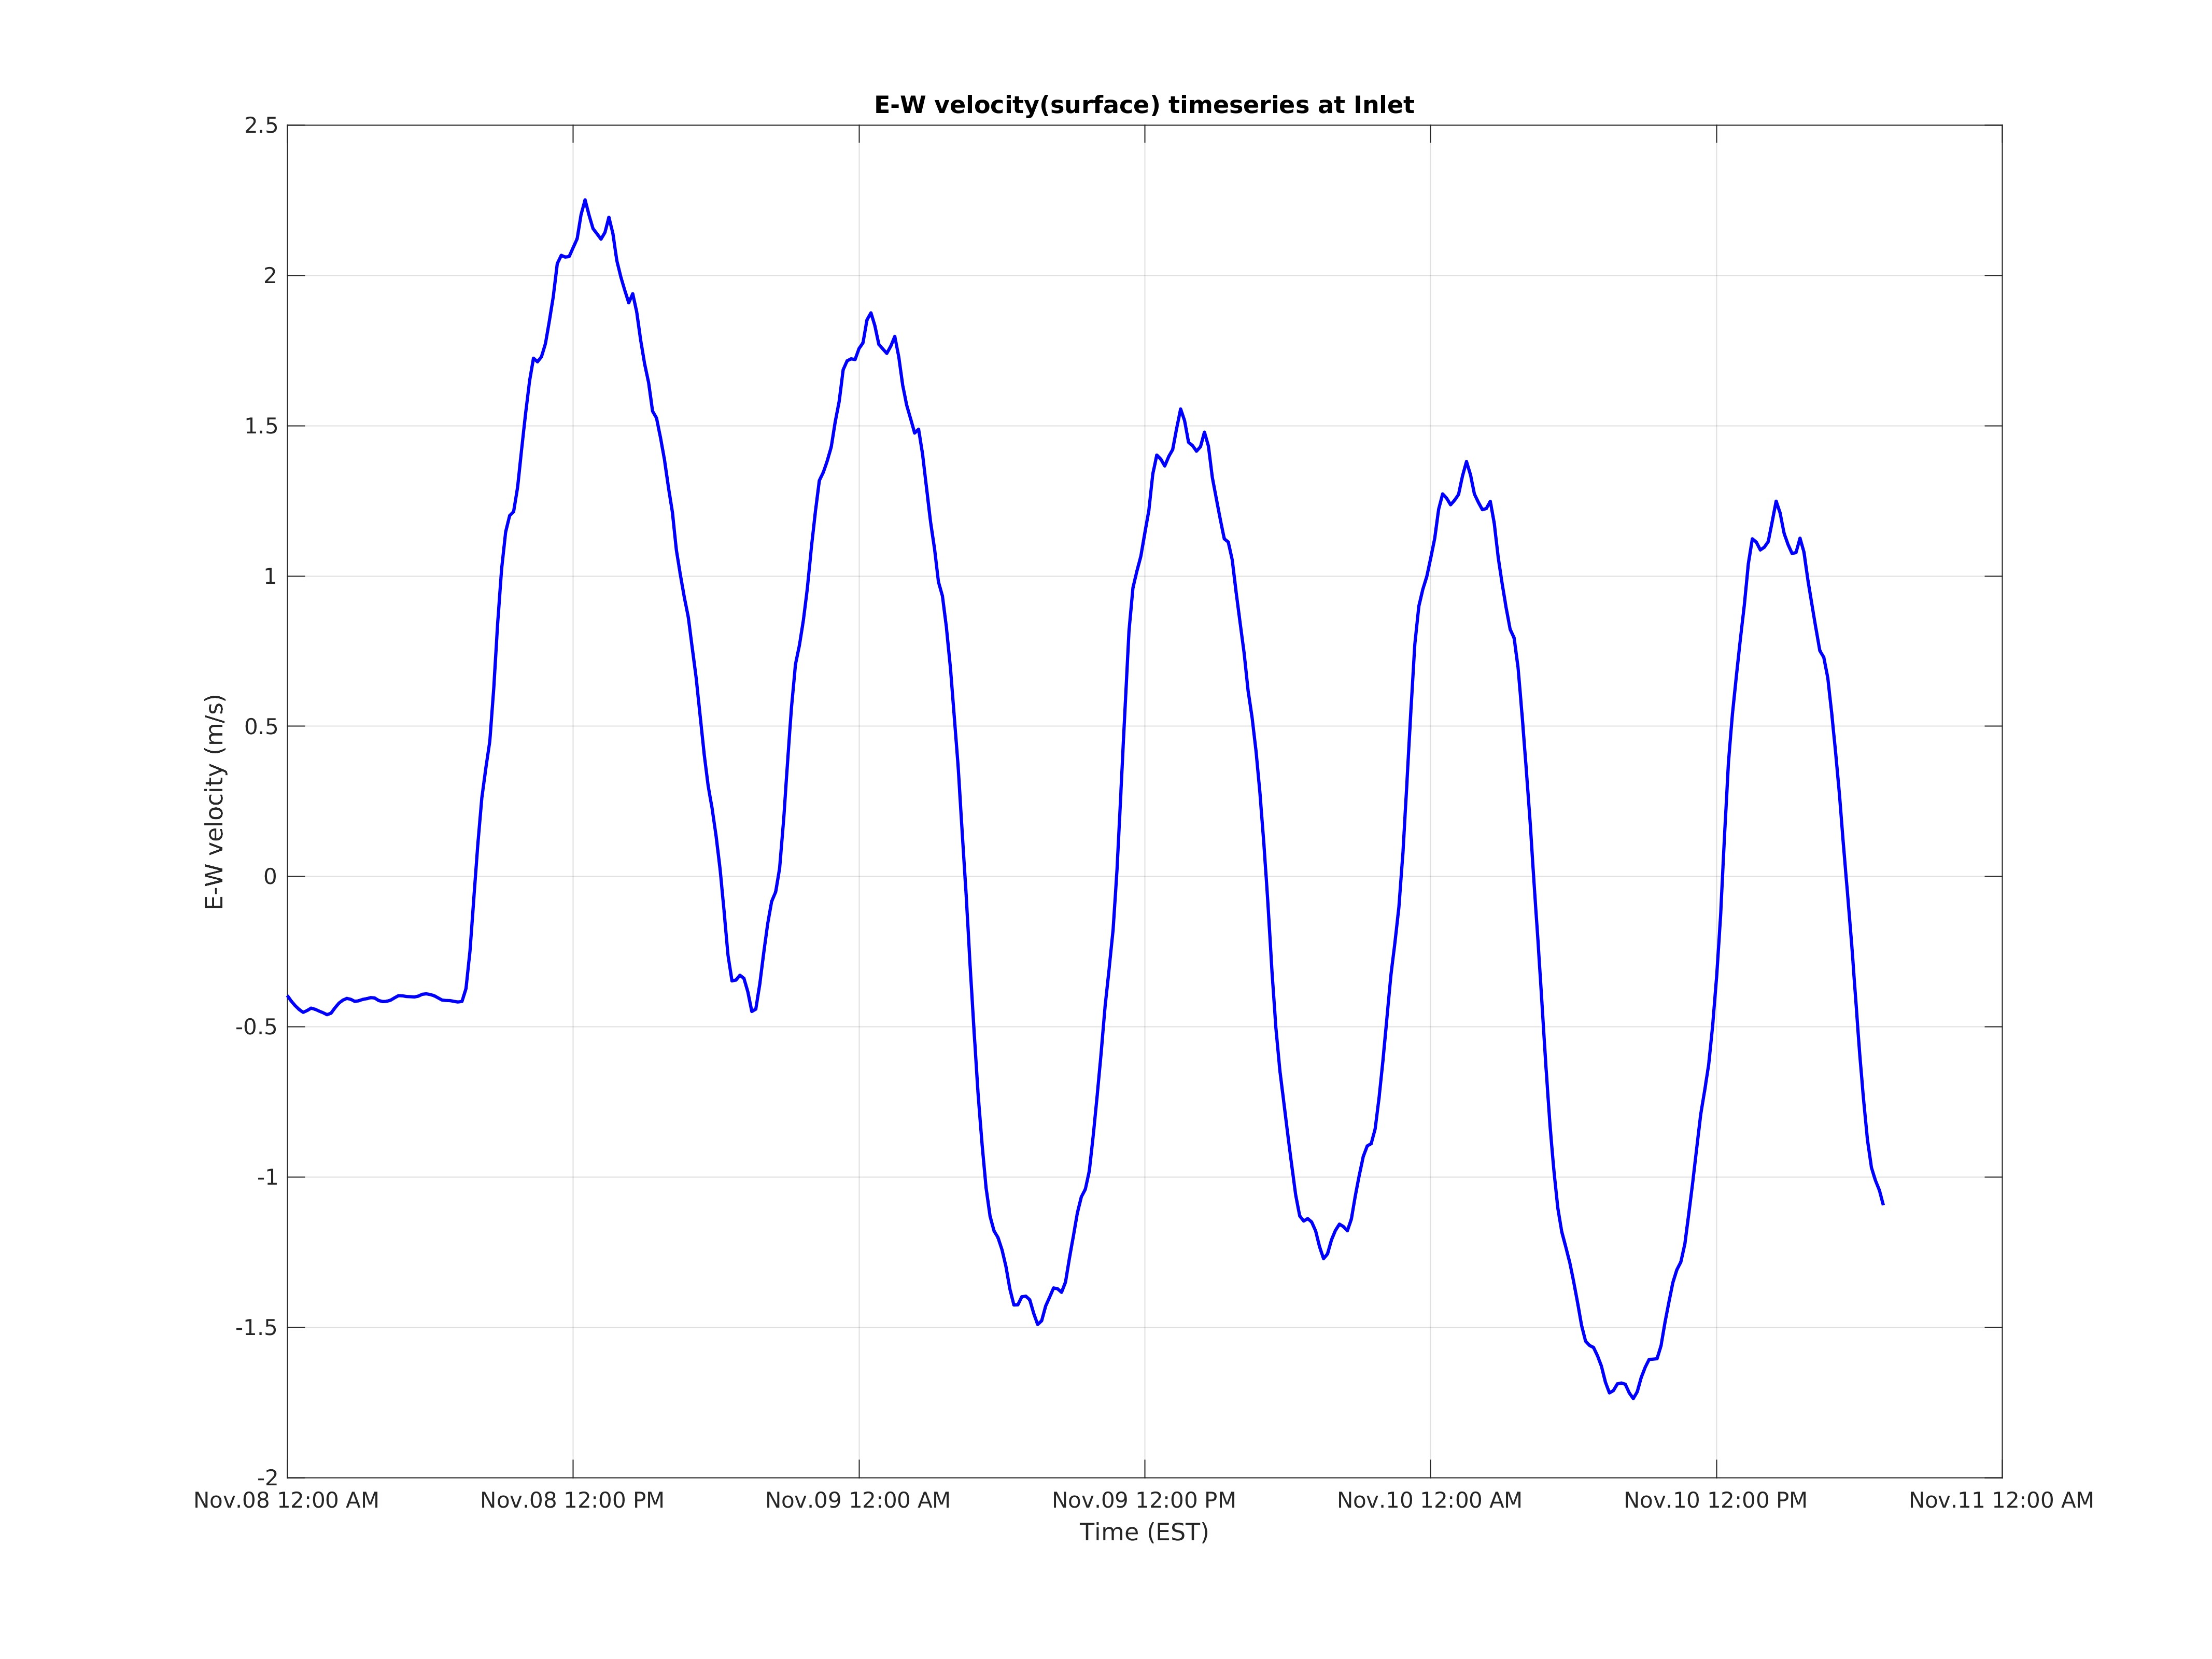 E-W velocity(surface) timeseries at Inlet
2.5
2
1.5
1
0.5
0
-0.5
-1
-1.5
-2
E-W velocity (m/s)
Nov.08 12:00 AM Nov.08 12:00 PM Nov.09 12:00 AM Nov.09 12:00 PM Nov.10 12:00 AM Nov.10 12:00 PM Nov.11 12:00 AM
Time (EST)